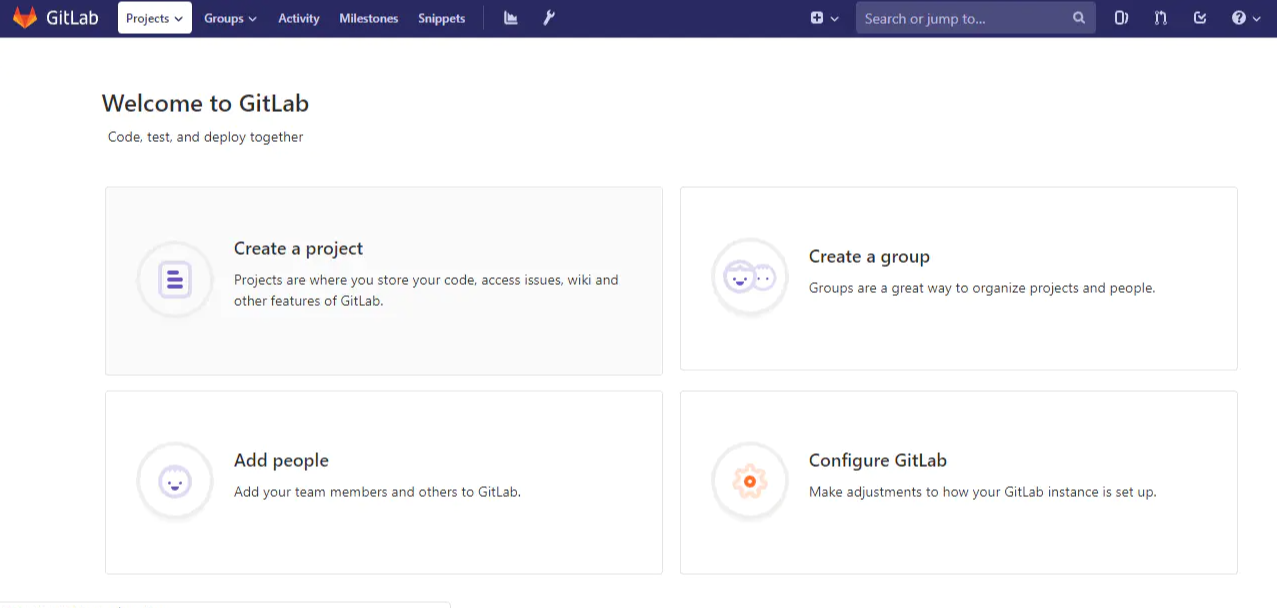 GitLab Projects Groups Activity Milestones Snippets Search or jump to...
Welcome to GitLab
Code, test, and deploy together
Create a project
Projects are where you store your code, access issues, wiki and
other features of GitLab.
Create a group
Groups are a great way to organize projects and people.
Add people
Add your team members and others to GitLab.
Configure GitLab
Make adjustments to how your GitLab instance is set up.